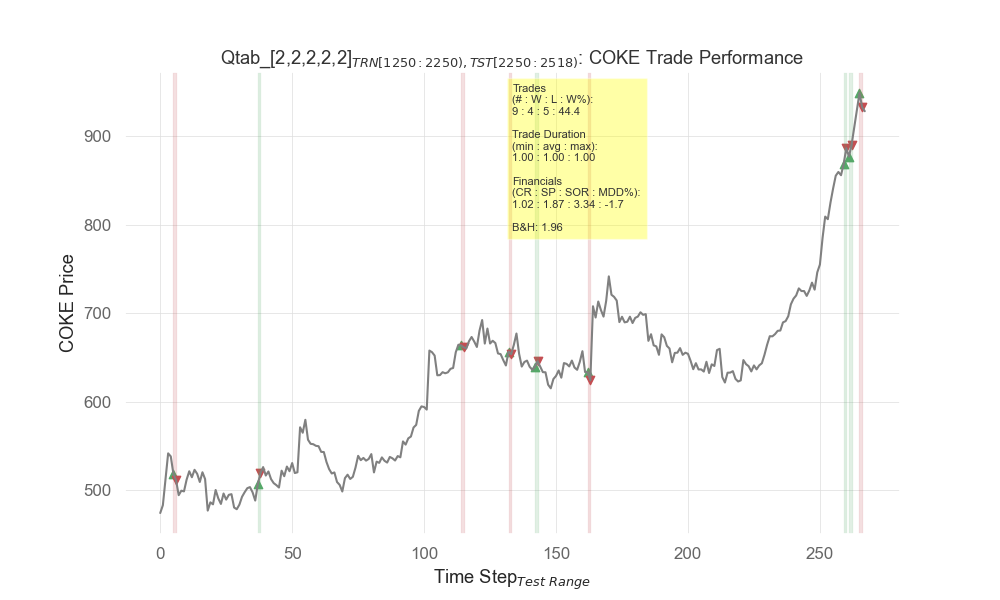 Qtab_[2,2,2,2,2]TRN[1250:2250),TST[2250:2518): COKE Trade Performance
Trades
(# : W : L : W%):
9 : 4 : 5 : 44.4
Trade Duration
(min : avg : max):
1.00 : 1.00 : 1.00
Financials
(CR : SP : SOR : MDD%):
1.02 : 1.87 : 3.34 : -1.7
B&H: 1.96
COKE Price
900
800
700
600
500
0 50 100 150 200 250
Time StepTest Range